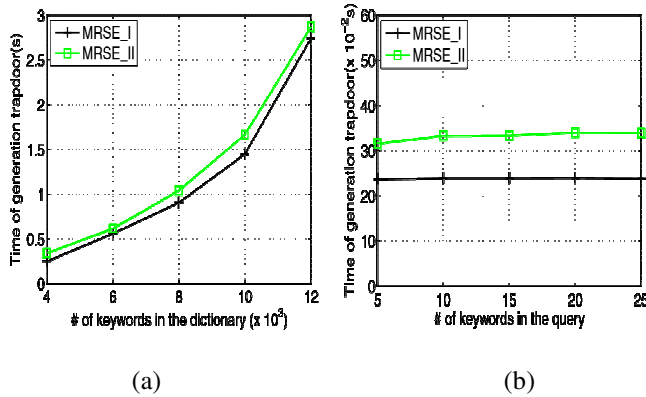 Time of generation trapdoor(s)
3
2.5
2
1.5
1
0.5
0
MRSE_I
MRSE_II
4 6 8 10 12
# of keywords in the dictionary (x 10³)
(a)
Time of generation trapdoor(x 10⁻²s)
60
50
40
30
20
10
0
MRSE_I
MRSE_II
5 10 15 20 25
# of keywords in the query
(b)